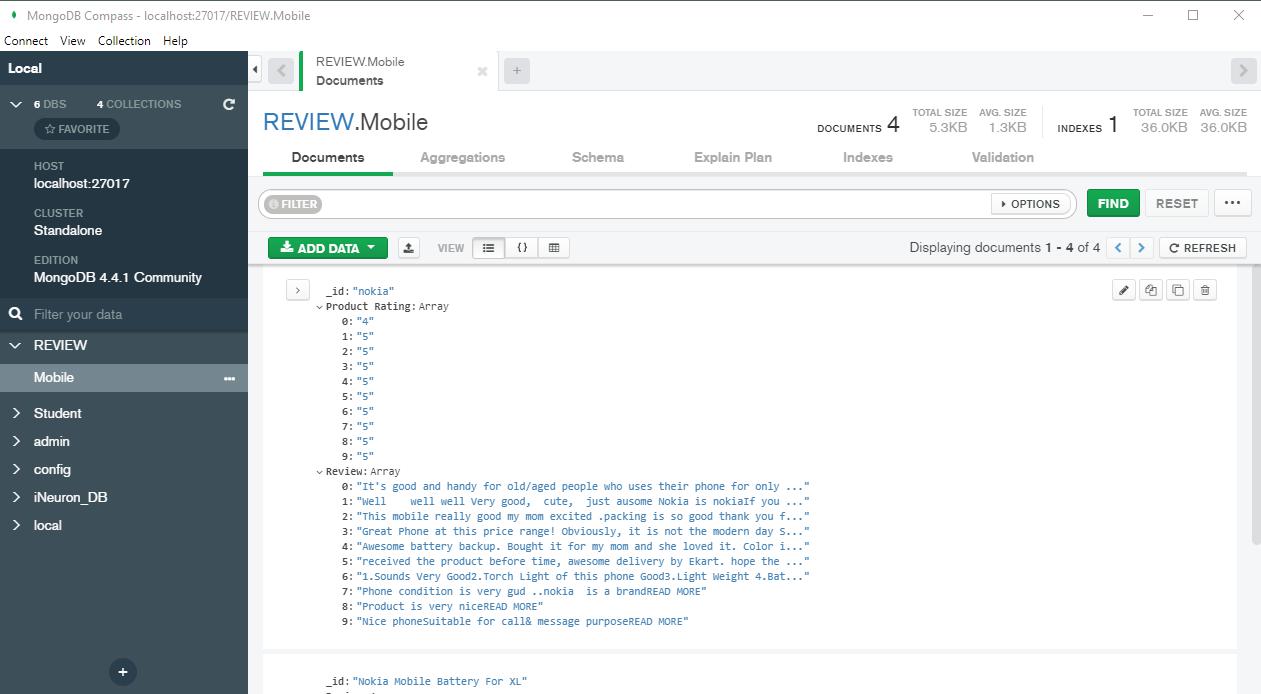 MongoDB Compass - localhost:27017/REVIEW.Mobile
Connect View Collection Help
Local
6 DBS 4 COLLECTIONS
FAVORITE
HOST
localhost:27017
CLUSTER
Standalone
EDITION
MongoDB 4.4.1 Community
Filter your data
REVIEW
Mobile
Student
admin
config
iNeuron_DB
local
REVIEW.Mobile
Documents
REVIEW.Mobile
DOCUMENTS 4
TOTAL SIZE
5.3KB
AVG. SIZE
1.3KB
INDEXES 1
TOTAL SIZE
36.0KB
AVG. SIZE
36.0KB
Documents Aggregations Schema Explain Plan Indexes Validation
FILTER
OPTIONS
FIND
RESET
ADD DATA
VIEW
{}
Displaying documents 1 - 4 of 4
REFRESH
_id: "nokia"
Product Rating: Array
0: "4"
1: "5"
2: "5"
3: "5"
4: "5"
5: "5"
6: "5"
7: "5"
8: "5"
9: "5"
Review: Array
0: "It's good and handy for old/aged people who uses their phone for only ..."
1: "Well    well well Very good,  cute,  just ausome Nokia is nokiaIf you ..."
2: "This mobile really good my mom excited .packing is so good thank you f..."
3: "Great Phone at this price range! Obviously, it is not the modern day S..."
4: "Awesome battery backup. Bought it for my mom and she loved it. Color i..."
5: "received the product before time, awesome delivery by Ekart. hope the ..."
6: "1.Sounds Very Good2.Torch Light of this phone Good3.Light Weight 4.Bat..."
7: "Phone condition is very gud ..nokia  is a brandREAD MORE"
8: "Product is very niceREAD MORE"
9: "Nice phoneSuitable for call& message purposeREAD MORE"
_id: "Nokia Mobile Battery For XL"